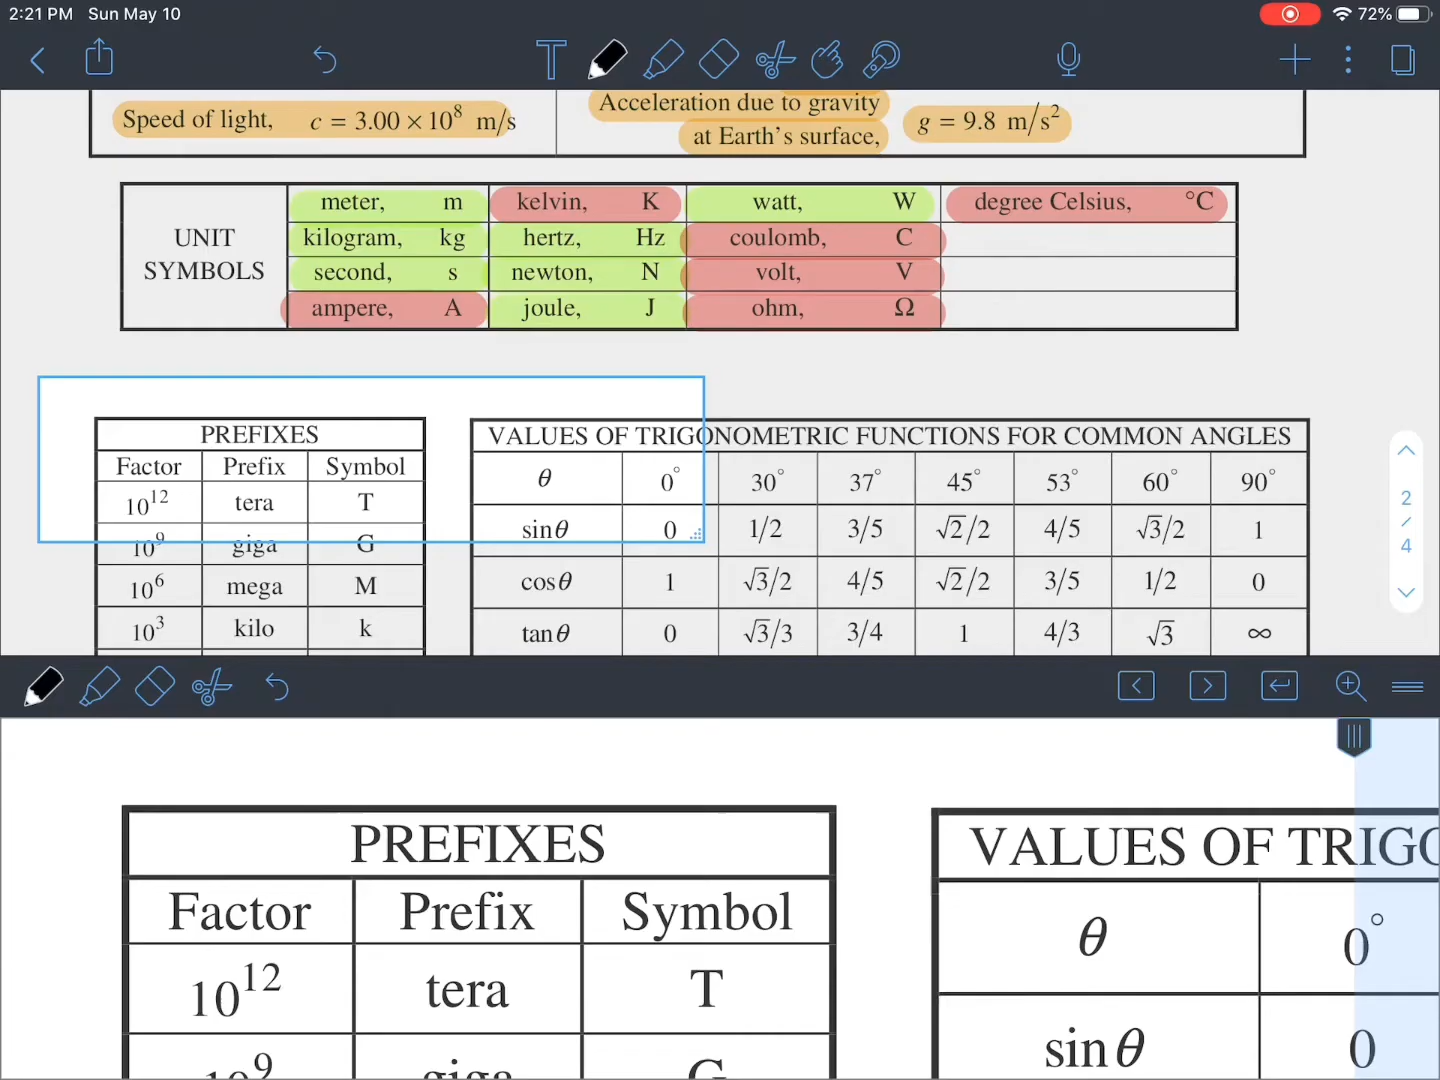 2:21 PM Sun May 10
72%
Speed of light, c = 3.00 × 10⁸ m/s
Acceleration due to gravity
at Earth's surface, g = 9.8 m/s²
UNIT SYMBOLS
meter, m kelvin, K watt, W degree Celsius, °C
kilogram, kg hertz, Hz coulomb, C
second, s newton, N volt, V
ampere, A joule, J ohm, Ω
PREFIXES
Factor Prefix Symbol
10¹² tera T
10⁹ giga G
10⁶ mega M
10³ kilo k
VALUES OF TRIGONOMETRIC FUNCTIONS FOR COMMON ANGLES
θ 0° 30° 37° 45° 53° 60° 90°
sinθ 0 1/2 3/5 √2/2 4/5 √3/2 1
cosθ 1 √3/2 4/5 √2/2 3/5 1/2 0
tanθ 0 √3/3 3/4 1 4/3 √3 ∞
2
/
4
PREFIXES
Factor Prefix Symbol
10¹² tera T
10⁹ giga G
VALUES OF TRIGO
θ 0°
sinθ 0